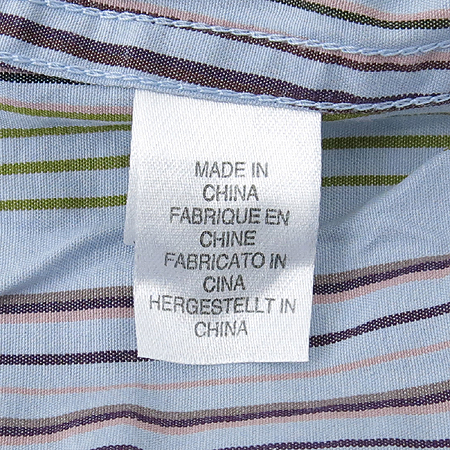 MADE IN
CHINA
FABRIQUE EN
CHINE
FABRICATO IN
CINA
HERGESTELLT IN
CHINA